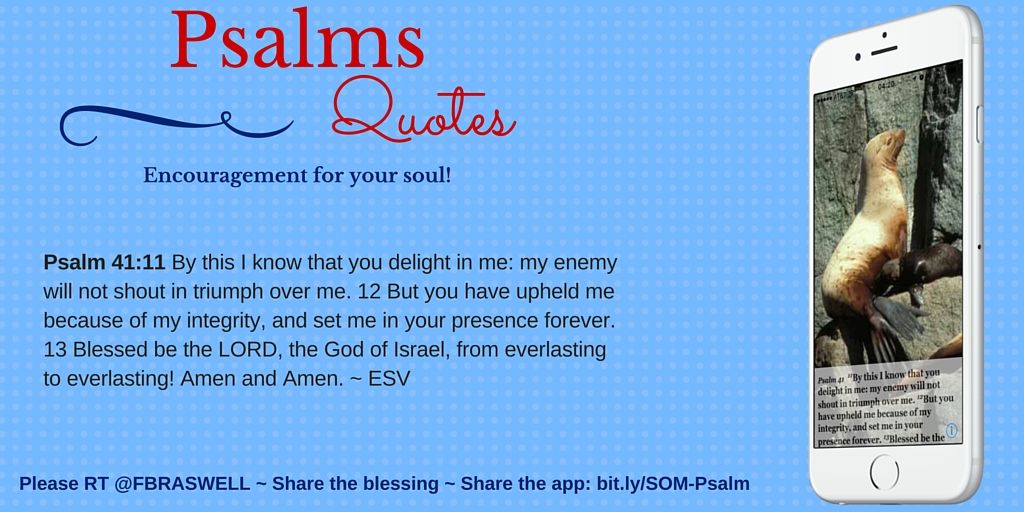 Psalms
Quotes
Encouragement for your soul!
Psalm 41:11 By this I know that you delight in me: my enemy
will not shout in triumph over me. 12 But you have upheld me
because of my integrity, and set me in your presence forever.
13 Blessed be the LORD, the God of Israel, from everlasting
to everlasting! Amen and Amen. ~ ESV
Please RT @FBRASWELL ~ Share the blessing ~ Share the app: bit.ly/SOM-Psalm
04:20
Psalm 41 11By this I know that you
delight in me: my enemy will not
shout in triumph over me. 12But you
have upheld me because of my
integrity, and set me in your
presence forever. 13Blessed be the